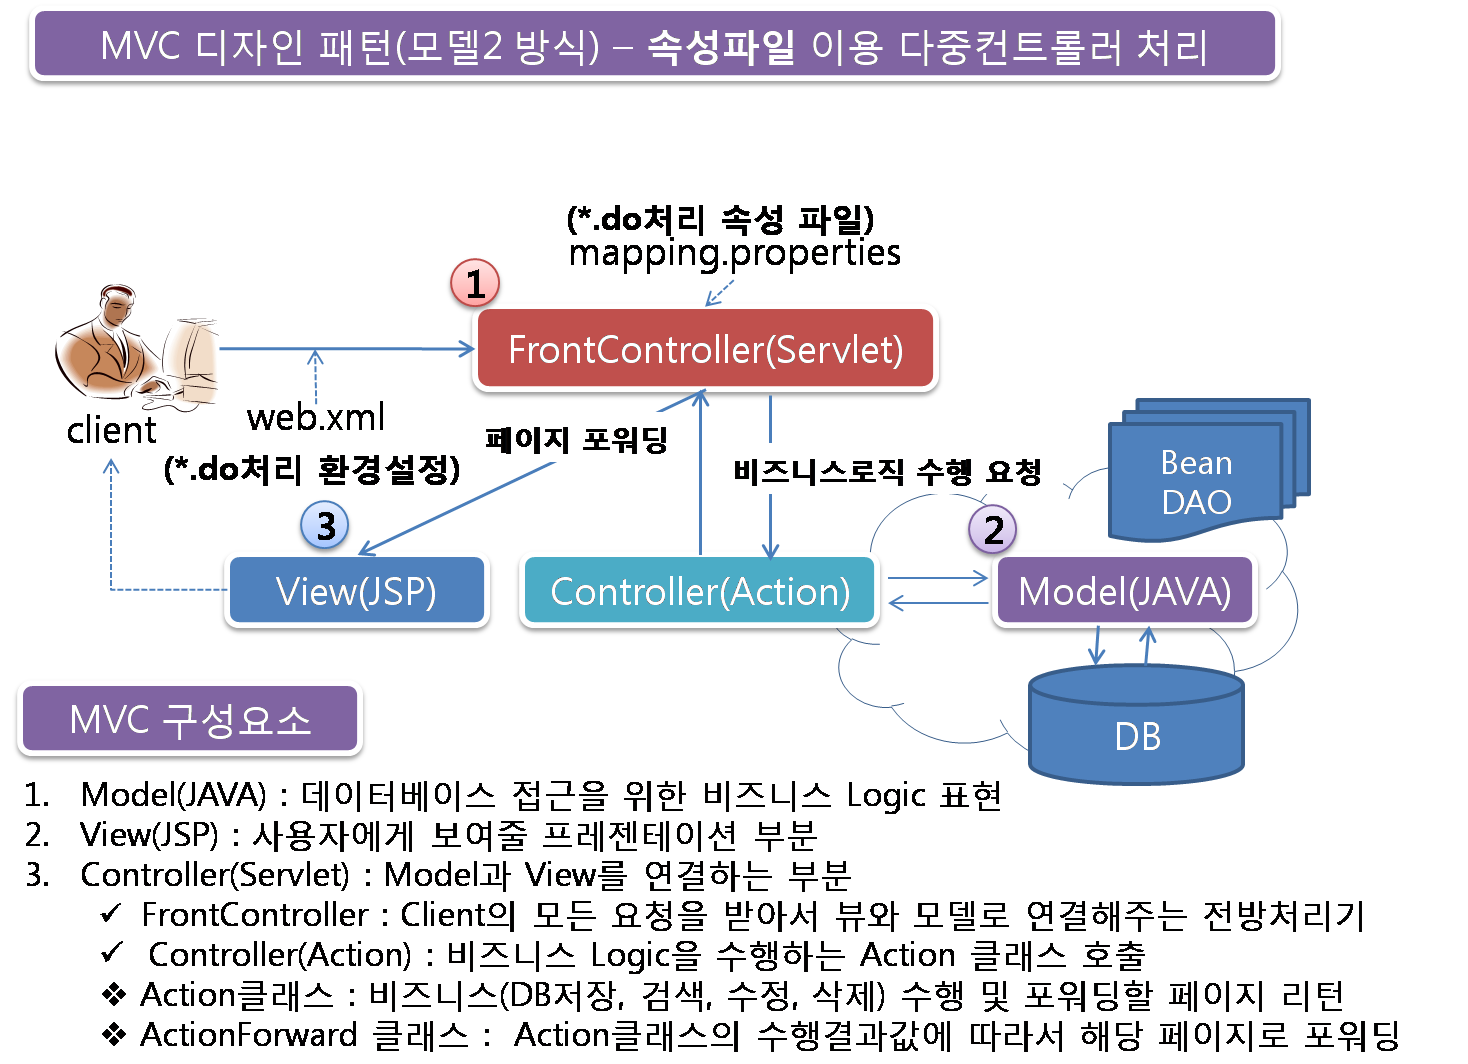 MVC 디자인 패턴(모델2 방식) – 속성파일 이용 다중컨트롤러 처리
(*.do처리 속성 파일)
mapping.properties
1
FrontController(Servlet)
client
web.xml
(*.do처리 환경설정)
페이지 포워딩
비즈니스로직 수행 요청
Bean
DAO
3
2
View(JSP)
Controller(Action)
Model(JAVA)
DB
MVC 구성요소
1. Model(JAVA) : 데이터베이스 접근을 위한 비즈니스 Logic 표현
2. View(JSP) : 사용자에게 보여줄 프레젠테이션 부분
3. Controller(Servlet) : Model과 View를 연결하는 부분
✓ FrontController : Client의 모든 요청을 받아서 뷰와 모델로 연결해주는 전방처리기
✓ Controller(Action) : 비즈니스 Logic을 수행하는 Action 클래스 호출
❖ Action클래스 : 비즈니스(DB저장, 검색, 수정, 삭제) 수행 및 포워딩할 페이지 리턴
❖ ActionForward 클래스 : Action클래스의 수행결과값에 따라서 해당 페이지로 포워딩